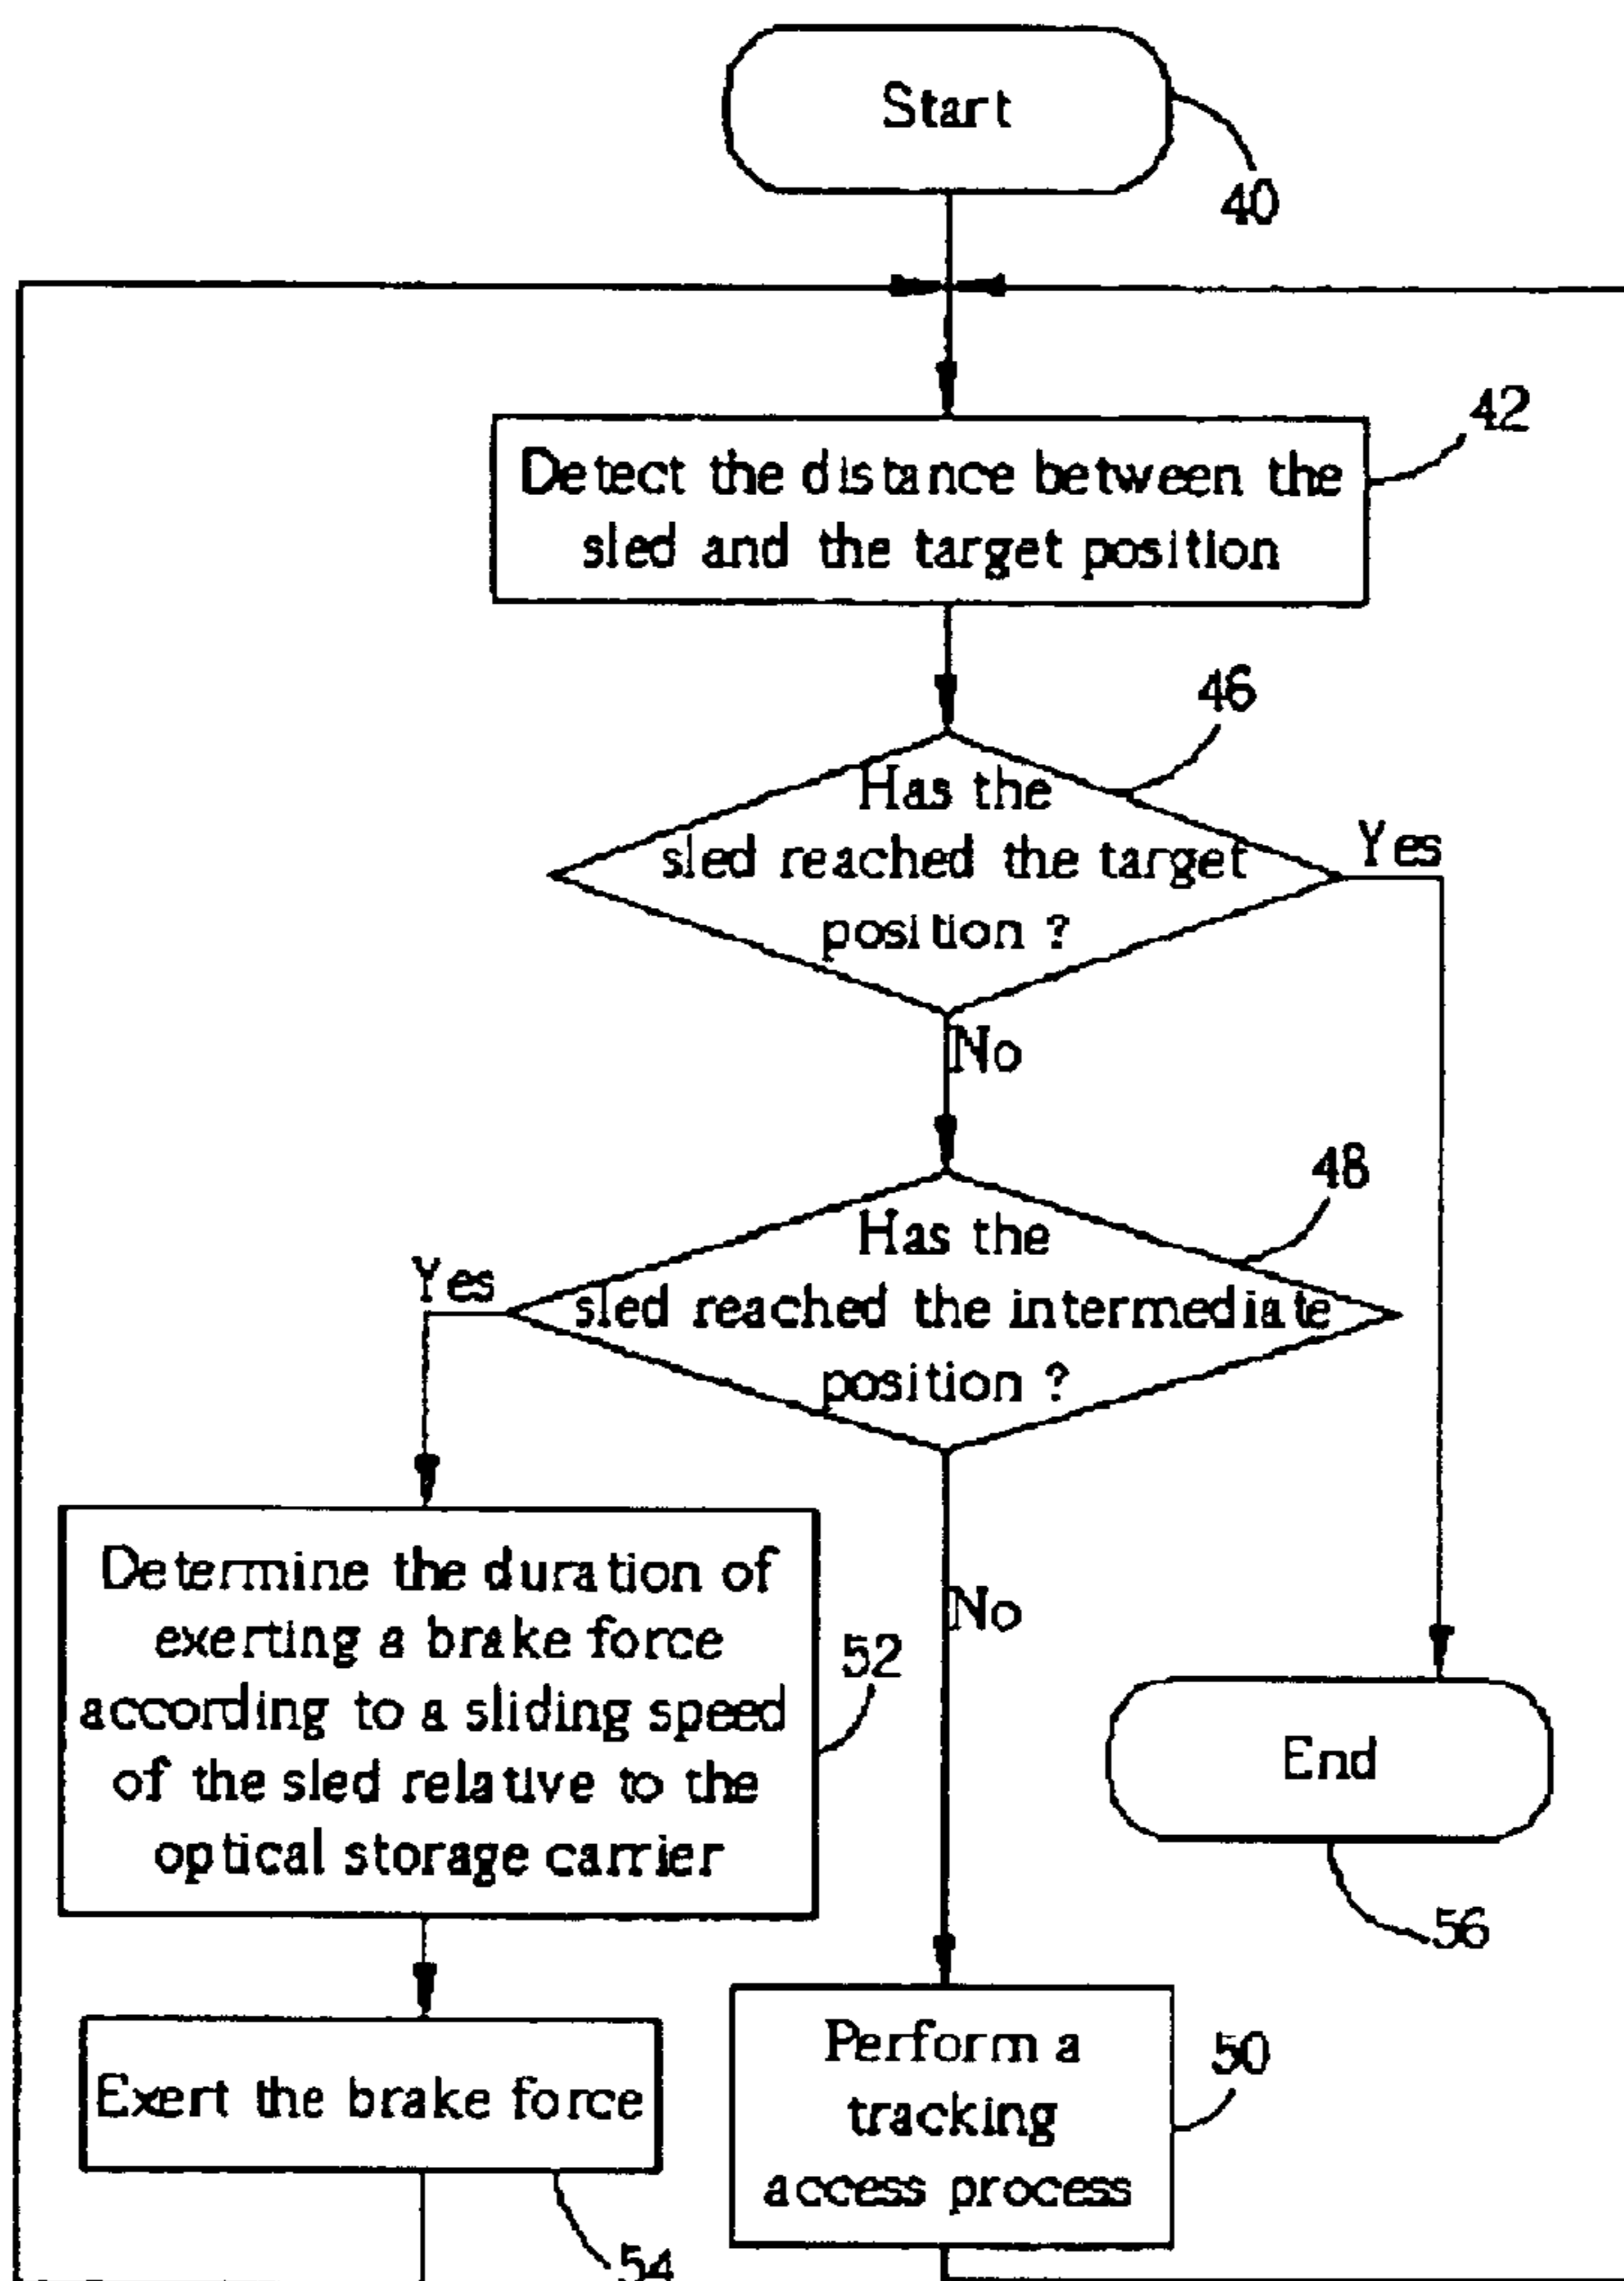 Start
40
42
Detect the distance between the
sled and the target position
46
Has the
sled reached the target
position ?
Yes
No
48
Has the
sled reached the intermediate
position ?
Yes
No
Determine the duration of
exerting a brake force
according to a sliding speed
of the sled relative to the
optical storage carrier
52
End
56
Exert the brake force
54
Perform a
tracking
access process
50